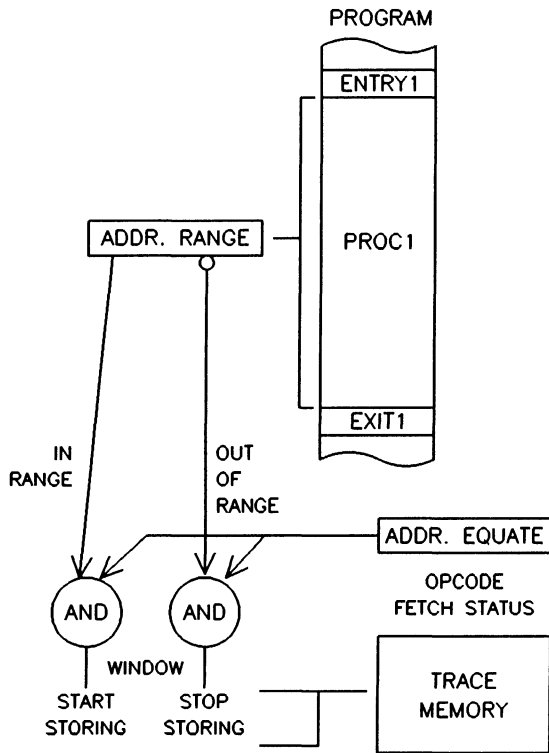 PROGRAM
ENTRY1
ADDR. RANGE
PROC1
EXIT1
IN
RANGE
OUT
OF
RANGE
ADDR. EQUATE
AND
AND
OPCODE
FETCH STATUS
WINDOW
START
STORING
STOP
STORING
TRACE
MEMORY